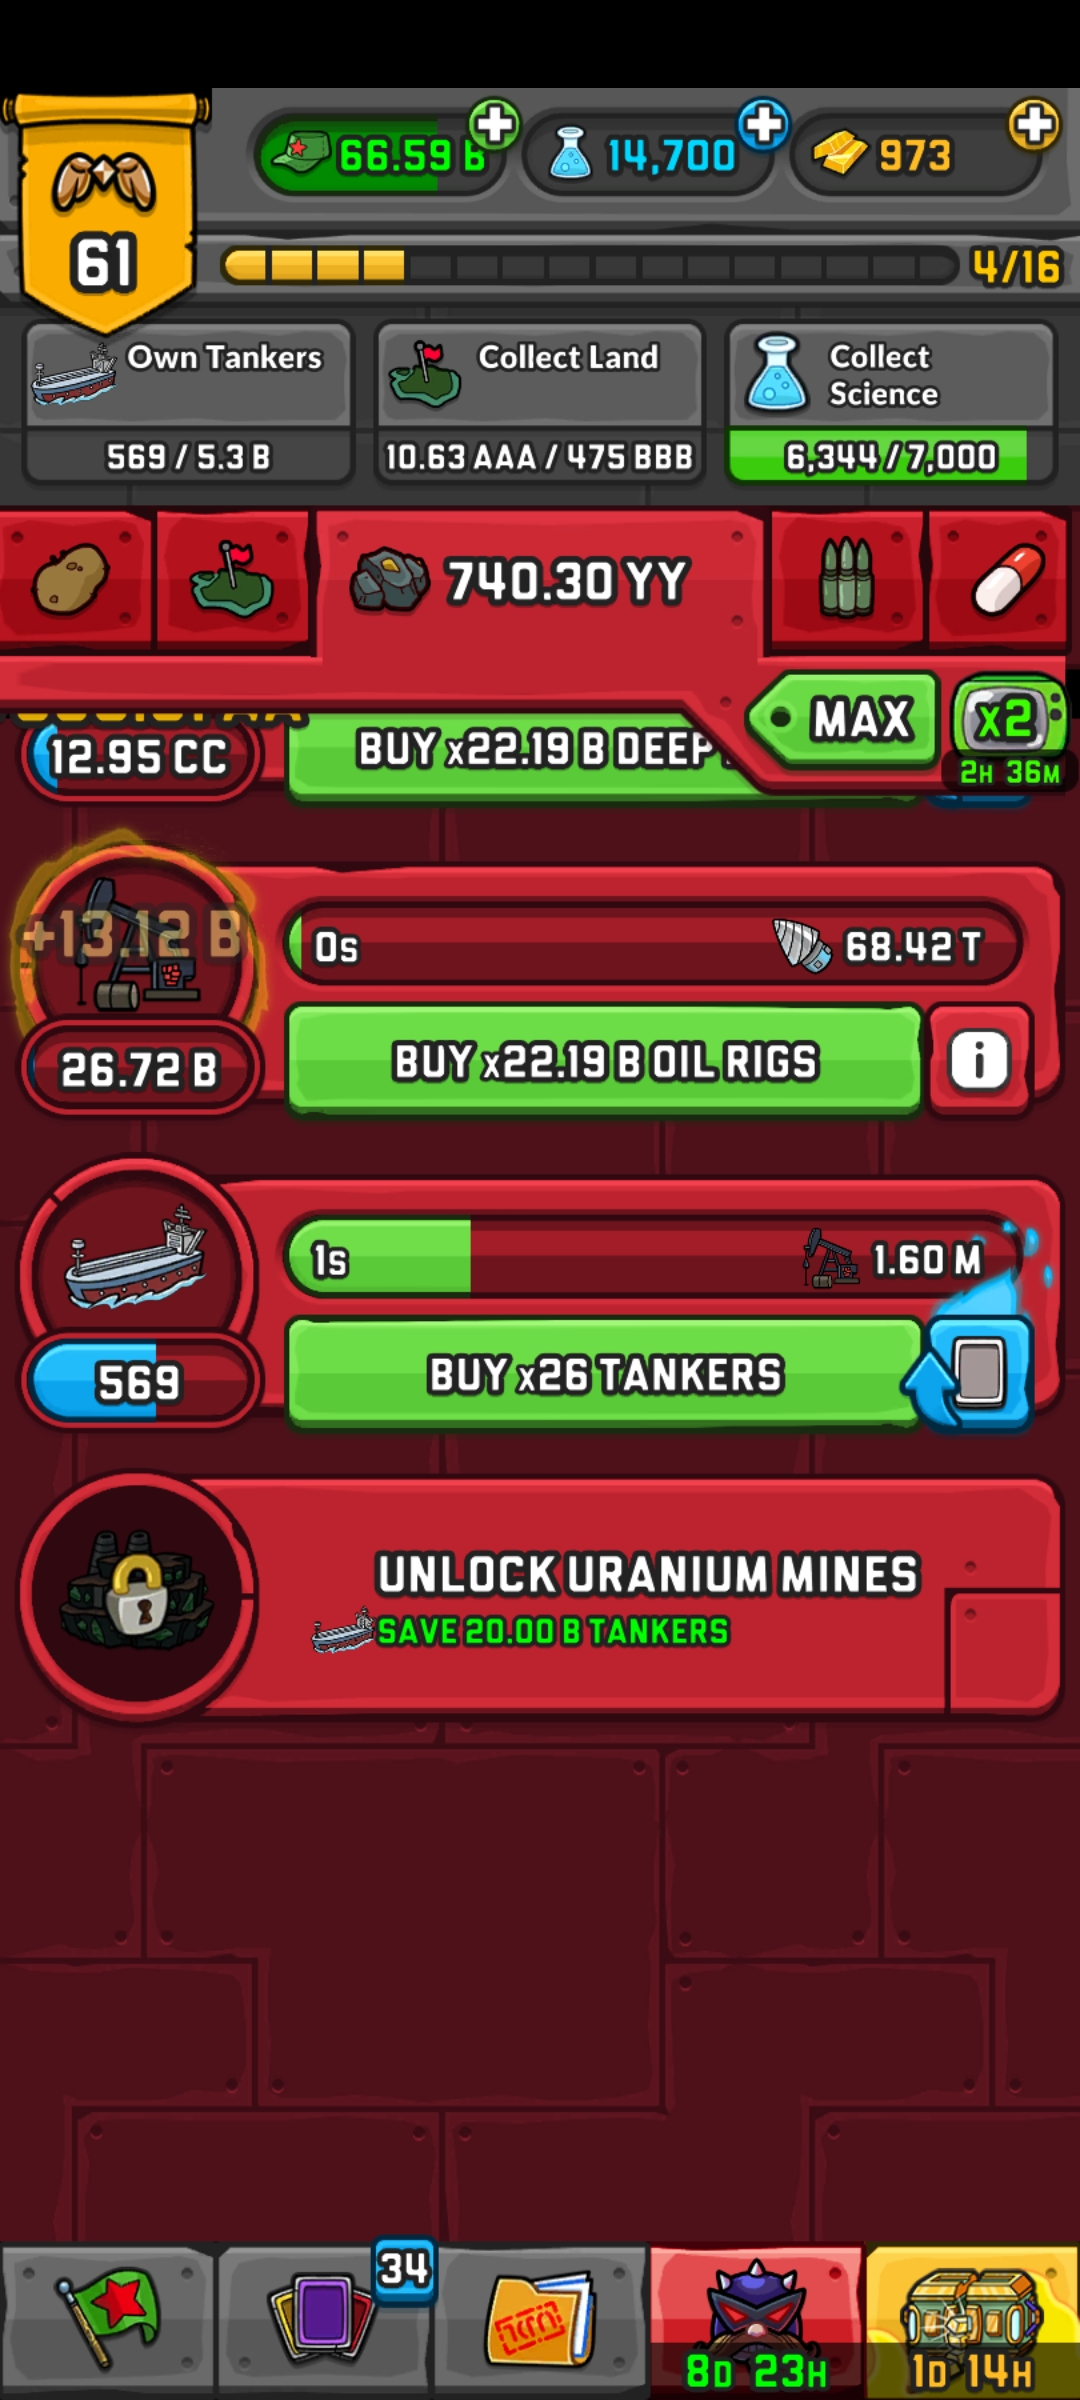 66.59 B
14,700
973
61
4/16
Own Tankers
569 / 5.3 B
Collect Land
10.63 AAA / 475 BBB
Collect
Science
6,344 / 7,000
740.30 YY
MAX
x2
2H 36M
12.95 CC
BUY x22.19 B DEEP
+13.12 B
0s
68.42 T
26.72 B
BUY x22.19 B OIL RIGS
i
1s
1.60 M
569
BUY x26 TANKERS
UNLOCK URANIUM MINES
SAVE 20.00 B TANKERS
34
8D 23H
1D 14H